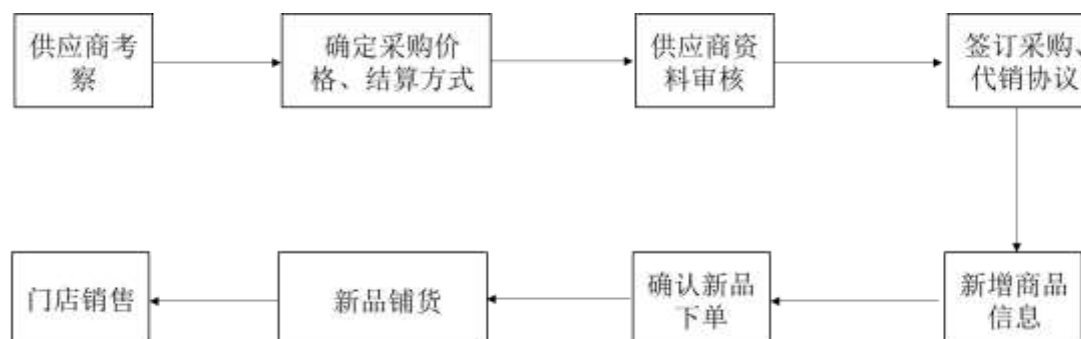 供应商考
察
确定采购价
格、结算方式
供应商资
料审核
签订采购、
代销协议
新增商品
信息
确认新品
下单
新品铺货
门店销售